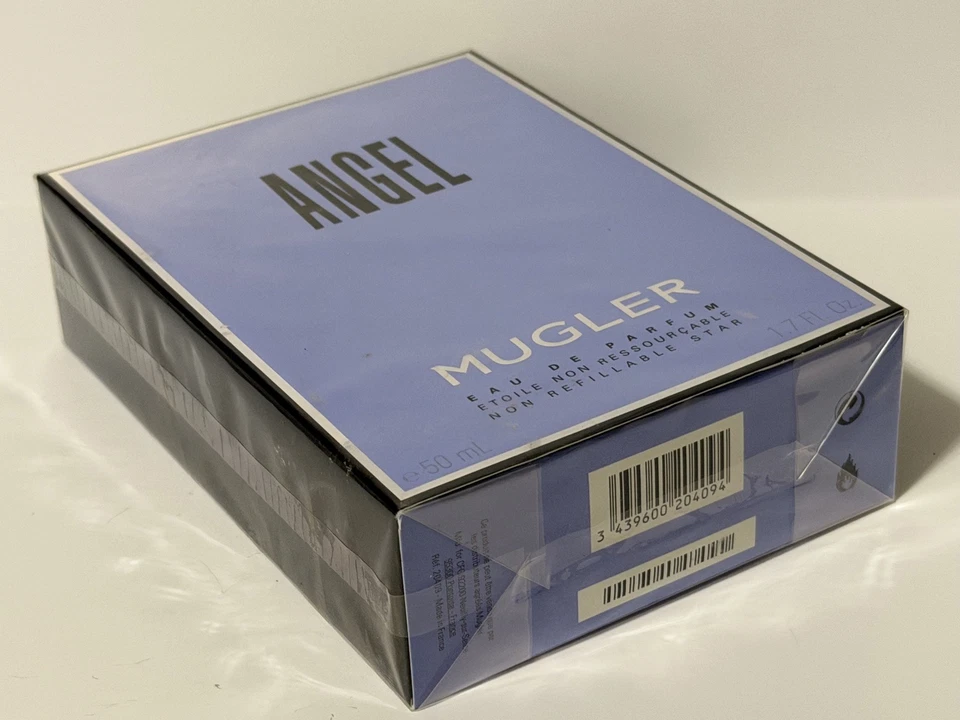 ANGEL
MUGLER
EAU DE PARFUM
ETOILE NON RESSOURÇABLE
NON REFILLABLE STAR
e 50 ml. 1.7 Fl. Oz.
3 439600 204094
Made in France